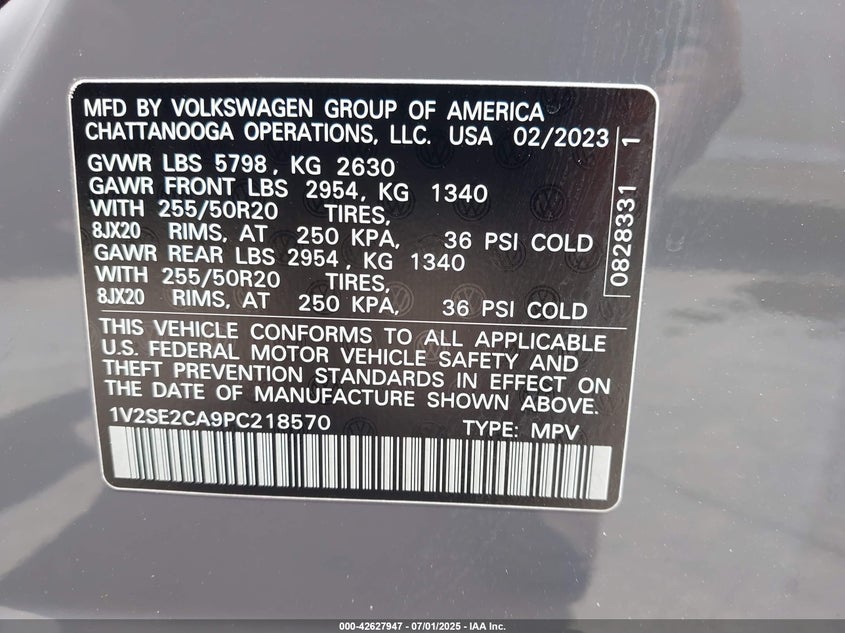 MFD BY VOLKSWAGEN GROUP OF AMERICA
CHATTANOOGA OPERATIONS, LLC. USA 02/2023
GVWR LBS 5798, KG 2630
GAWR FRONT LBS 2954, KG 1340
WITH 255/50R20 TIRES,
8JX20 RIMS, AT 250 KPA, 36 PSI COLD
GAWR REAR LBS 2954, KG 1340
WITH 255/50R20 TIRES,
8JX20 RIMS, AT 250 KPA, 36 PSI COLD
0828331 1
THIS VEHICLE CONFORMS TO ALL APPLICABLE
U.S. FEDERAL MOTOR VEHICLE SAFETY AND
THEFT PREVENTION STANDARDS IN EFFECT ON
THE DATE OF MANUFACTURE SHOWN ABOVE.
1V2SE2CA9PC218570 TYPE: MPV
000-42627947 - 07/01/2025 - IAA Inc.